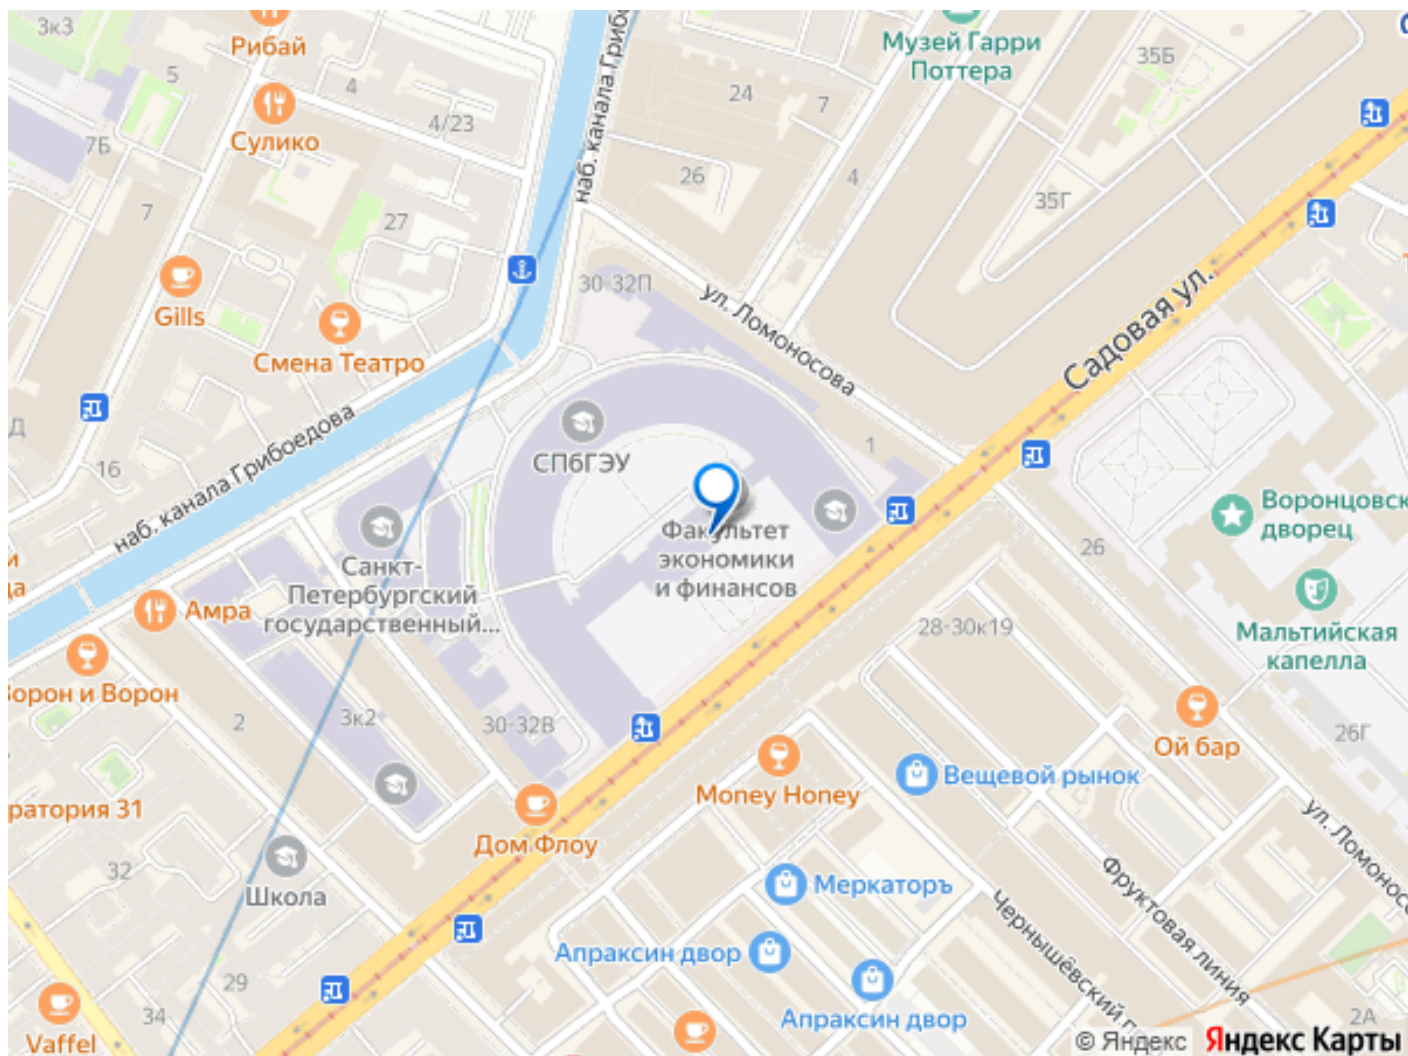 3к3
Рибай
5
4
Сулико
4/23
7Б
7
27
Gills
Смена Театро
16
наб. канала Грибоедова
наб. канала Грибо
24
7
26
4
Музей Гарри
Поттера
35Б
35Г
30-32П
ул. Ломоносова
Садовая ул.
1
СПбГЭУ
Факультет
экономики
и финансов
Санкт-
Петербургский
государственный...
Амра
Ворон и Ворон
2
3к2
30-32В
26
Воронцовск
дворец
Мальтийская
капелла
28-30к19
26Г
Ой бар
Money Honey
Вещевой рынок
Дом Флоу
ратория 31
32
Школа
Меркаторъ
Апраксин двор
Апраксин двор
ул. Ломоносо
Фруктовая линия
Чернышёвский п
29
34
Vaffel
2А
© Яндекс Яндекс Карты